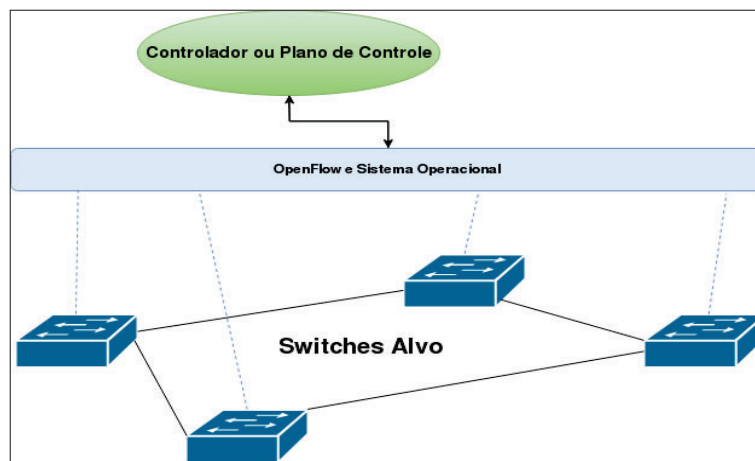 Controlador ou Plano de Controle
OpenFlow e Sistema Operacional
Switches Alvo